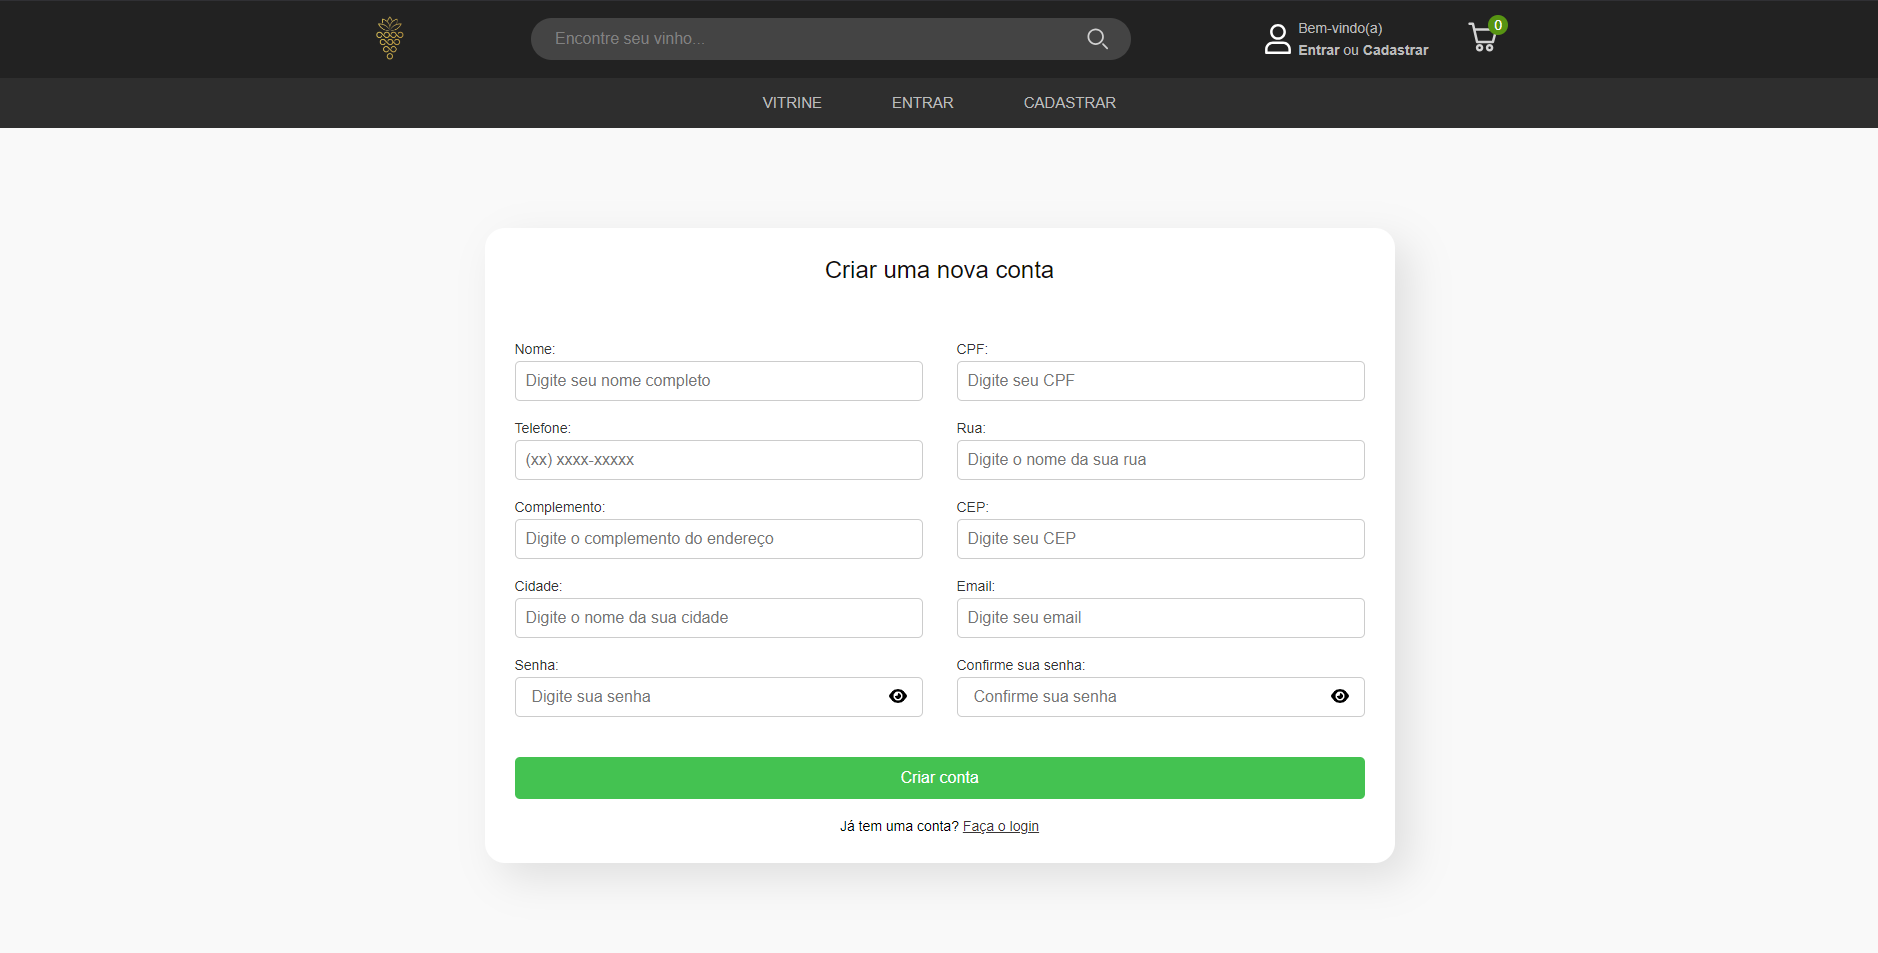 Encontre seu vinho...
Bem-vindo(a)
Entrar ou Cadastrar
0
VITRINE ENTRAR CADASTRAR
Criar uma nova conta
Nome: CPF:
Digite seu nome completo Digite seu CPF
Telefone: Rua:
(xx) xxxx-xxxxx Digite o nome da sua rua
Complemento: CEP:
Digite o complemento do endereço Digite seu CEP
Cidade: Email:
Digite o nome da sua cidade Digite seu email
Senha: Confirme sua senha:
Digite sua senha Confirme sua senha
Criar conta
Já tem uma conta? Faça o login